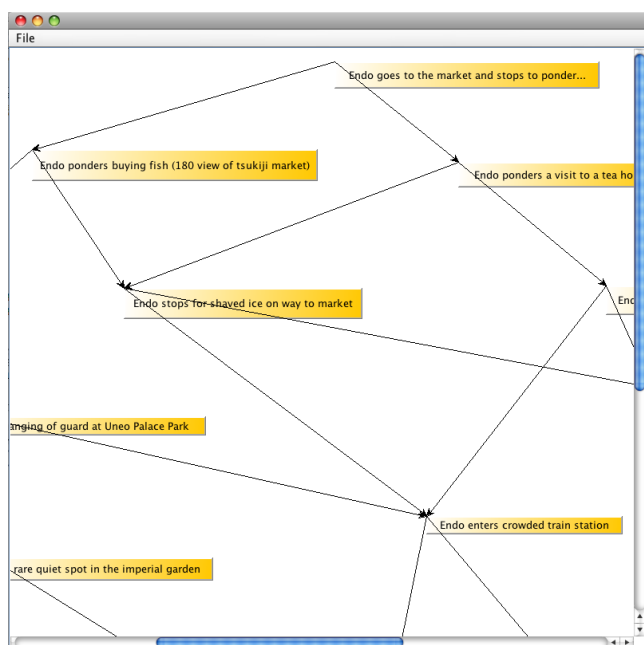 File
Endo goes to the market and stops to ponder...
Endo ponders buying fish (180 view of tsukiji market)
Endo ponders a visit to a tea ho
Endo stops for shaved ice on way to market
End
anging of guard at Uneo Palace Park
Endo enters crowded train station
rare quiet spot in the imperial garden